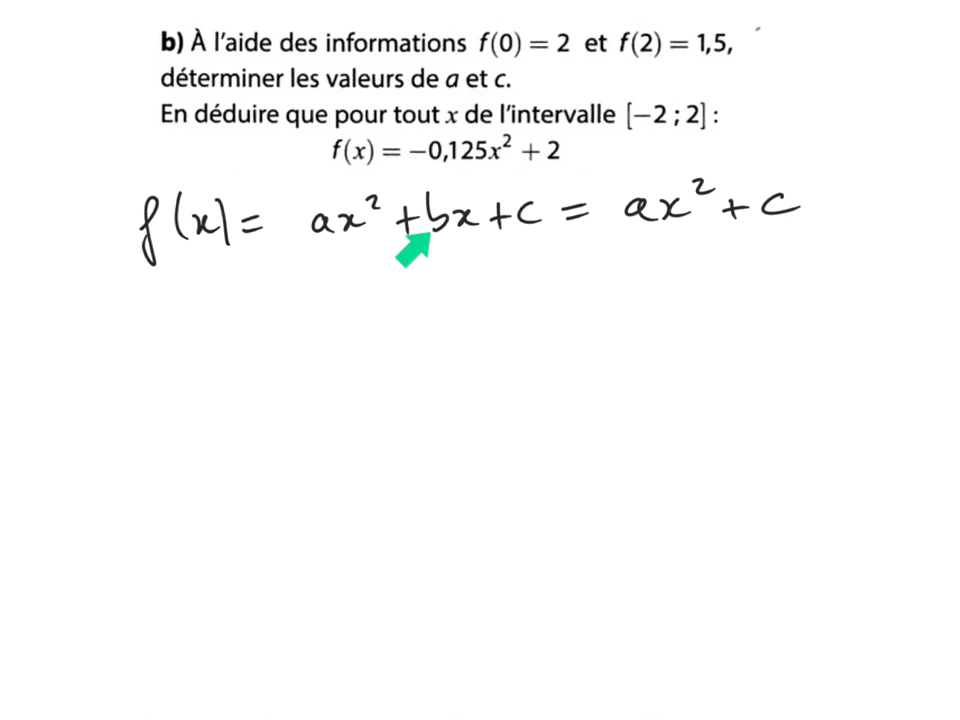 b) À l'aide des informations f(0) = 2 et f(2) = 1,5,
déterminer les valeurs de a et c.
En déduire que pour tout x de l'intervalle [−2 ; 2] :
f(x) = −0,125x² + 2
f(x) = ax² + bx + c = ax² + c